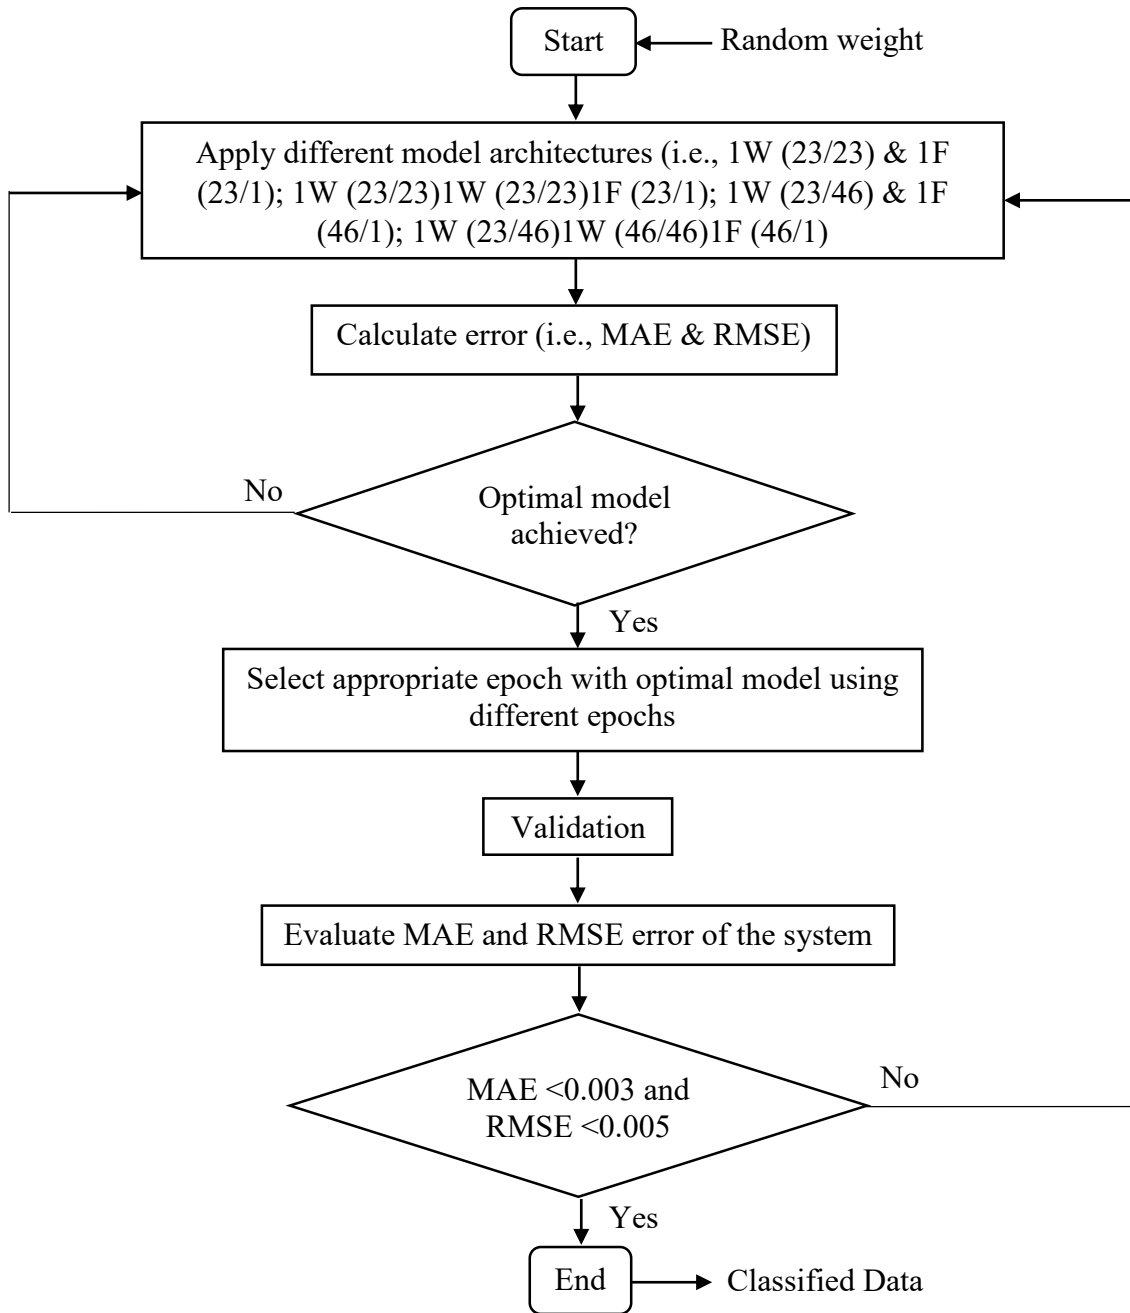 Start
Random weight
Apply different model architectures (i.e., 1W (23/23) & 1F
(23/1); 1W (23/23)1W (23/23)1F (23/1); 1W (23/46) & 1F
(46/1); 1W (23/46)1W (46/46)1F (46/1)
Calculate error (i.e., MAE & RMSE)
No
Optimal model
achieved?
Yes
Select appropriate epoch with optimal model using
different epochs
Validation
Evaluate MAE and RMSE error of the system
MAE <0.003 and
RMSE <0.005
No
Yes
End
Classified Data